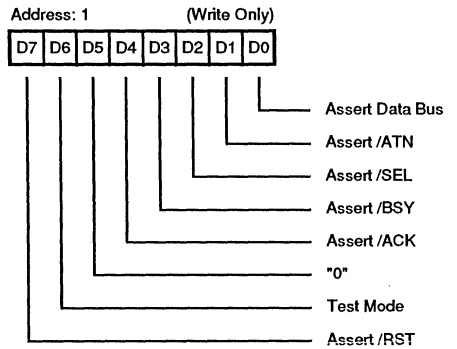 Address: 1 (Write Only)
D7 D6 D5 D4 D3 D2 D1 D0
Assert Data Bus
Assert /ATN
Assert /SEL
Assert /BSY
Assert /ACK
"0"
Test Mode
Assert /RST